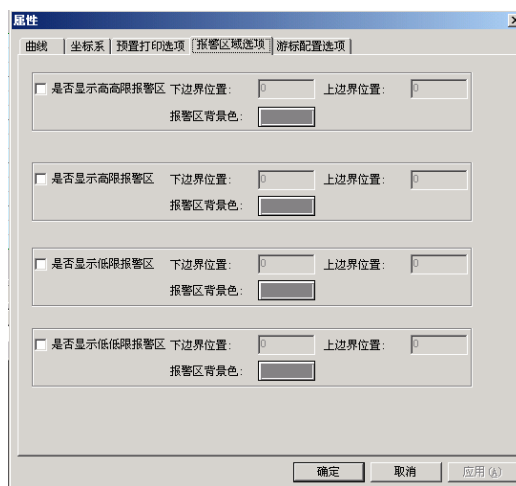 属性
曲线 坐标系 预置打印选项 报警区域选项 游标配置选项
是否显示高高限报警区 下边界位置: 0 上边界位置: 0
报警区背景色:
是否显示高限报警区 下边界位置: 0 上边界位置: 0
报警区背景色:
是否显示低限报警区 下边界位置: 0 上边界位置: 0
报警区背景色:
是否显示低低限报警区 下边界位置: 0 上边界位置: 0
报警区背景色:
确定 取消 应用(A)